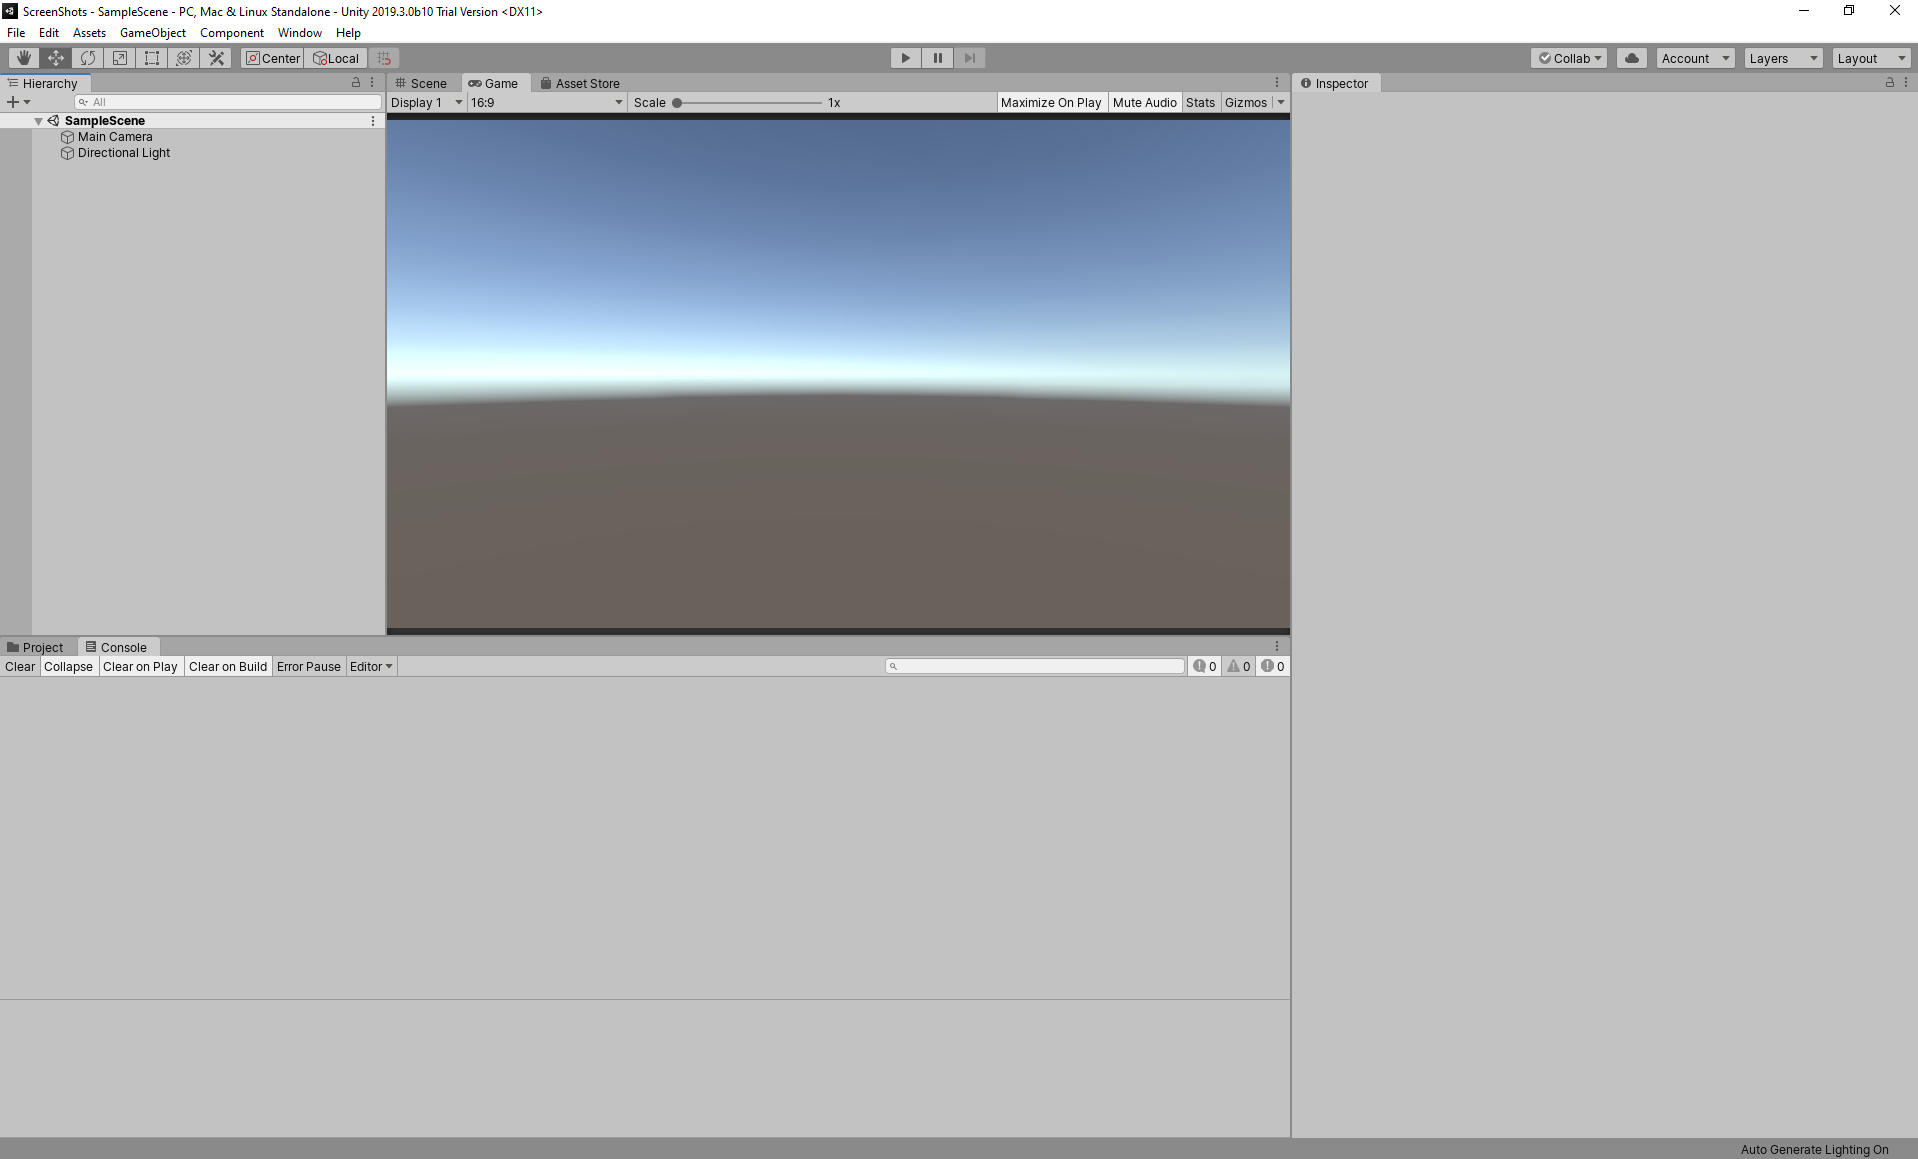 ScreenShots - SampleScene - PC, Mac & Linux Standalone - Unity 2019.3.0b10 Trial Version <DX11>
File Edit Assets GameObject Component Window Help
Center Local Collab Account Layers Layout
Hierarchy
All
SampleScene
Main Camera
Directional Light
Scene Game Asset Store
Display 1 16:9 Scale 1x Maximize On Play Mute Audio Stats Gizmos
Inspector
Project Console
Clear Collapse Clear on Play Clear on Build Error Pause Editor 0 0 0
Auto Generate Lighting On